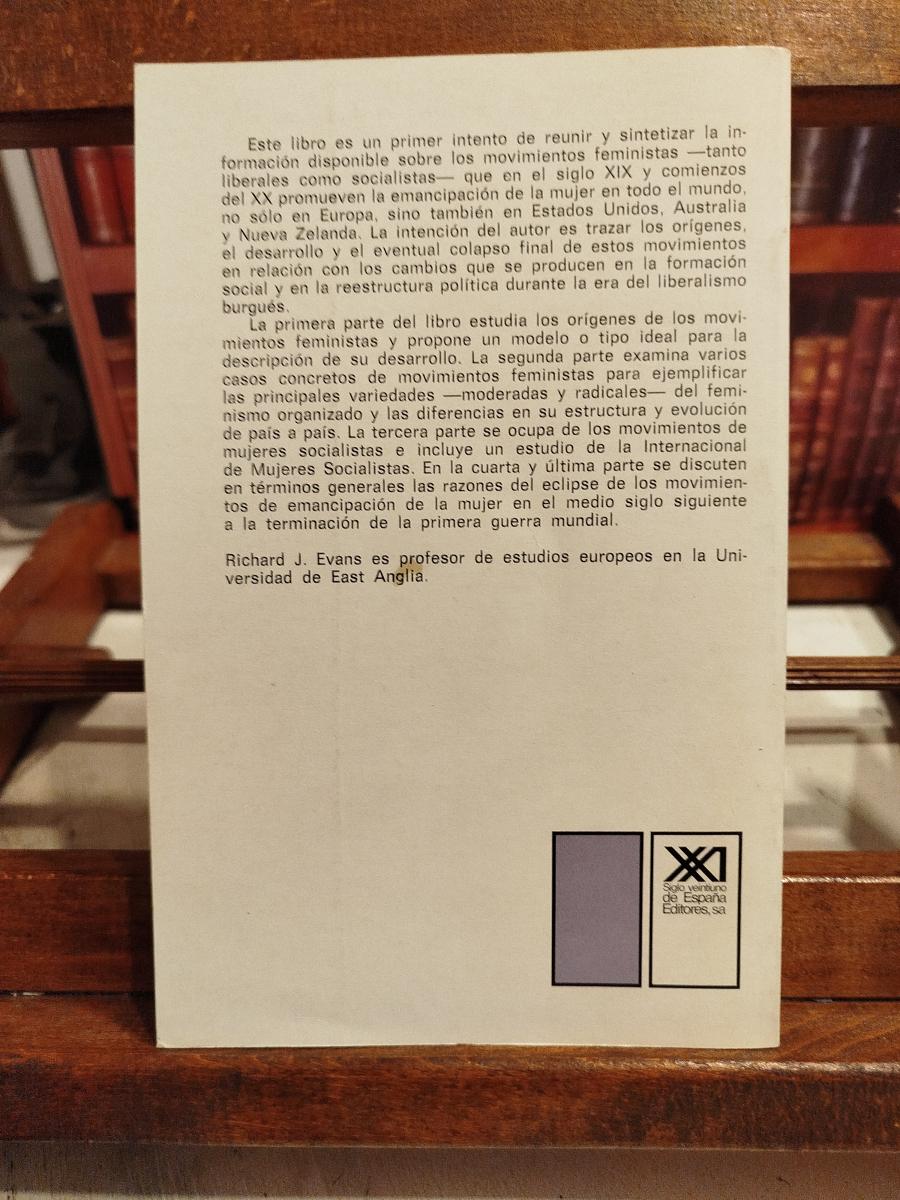 Este libro es un primer intento de reunir y sintetizar la in-
formación disponible sobre los movimientos feministas —tanto
liberales como socialistas— que en el siglo XIX y comienzos
del XX promueven la emancipación de la mujer en todo el mundo,
no sólo en Europa, sino también en Estados Unidos, Australia
y Nueva Zelanda. La intención del autor es trazar los orígenes,
el desarrollo y el eventual colapso final de estos movimientos
en relación con los cambios que se producen en la formación
social y en la reestructura política durante la era del liberalismo
burgués.
La primera parte del libro estudia los orígenes de los movi-
mientos feministas y propone un modelo o tipo ideal para la
descripción de su desarrollo. La segunda parte examina varios
casos concretos de movimientos feministas para ejemplificar
las principales variedades —moderadas y radicales— del femi-
nismo organizado y las diferencias en su estructura y evolución
de país a país. La tercera parte se ocupa de los movimientos de
mujeres socialistas e incluye un estudio de la Internacional
de Mujeres Socialistas. En la cuarta y última parte se discuten
en términos generales las razones del eclipse de los movimien-
tos de emancipación de la mujer en el medio siglo siguiente
a la terminación de la primera guerra mundial.
Richard J. Evans es profesor de estudios europeos en la Uni-
versidad de East Anglia.
XXI
Siglo veintiuno
de España
Editores, sa